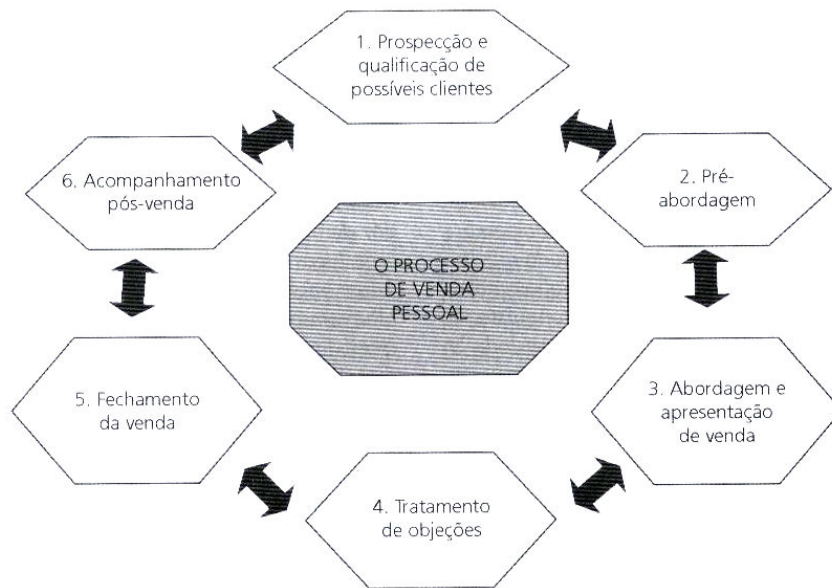 1. Prospecção e
qualificação de
possíveis clientes
2. Pré-
abordagem
3. Abordagem e
apresentação
de venda
4. Tratamento
de objeções
5. Fechamento
da venda
6. Acompanhamento
pós-venda
O PROCESSO
DE VENDA
PESSOAL